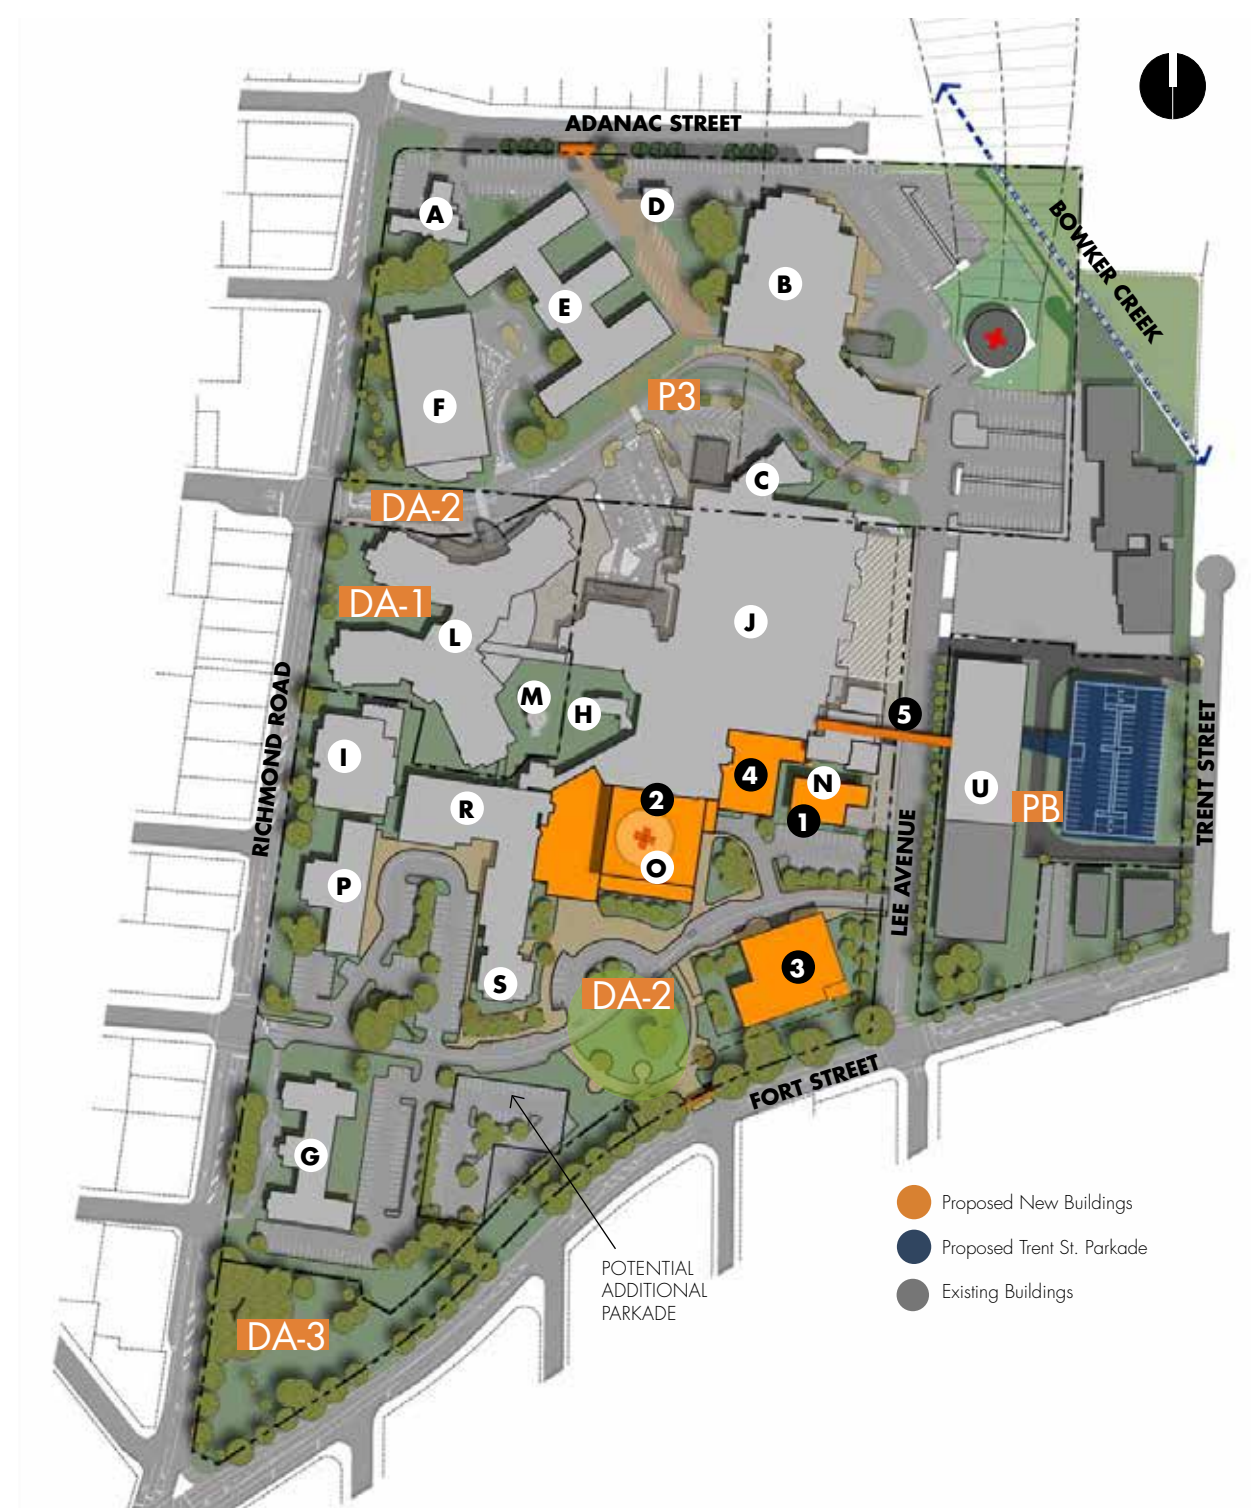 ADANAC STREET
A
D
BOWKER CREEK
B
E
P3
F
C
DA-2
DA-1
J
L
M
H
5
RICHMOND ROAD
I
4
N
U
TRENT STREET
2
PB
R
1
LEE AVENUE
O
P
3
S
DA-2
FORT STREET
G
Proposed New Buildings
Proposed Trent St. Parkade
Existing Buildings
POTENTIAL
ADDITIONAL
PARKADE
DA-3